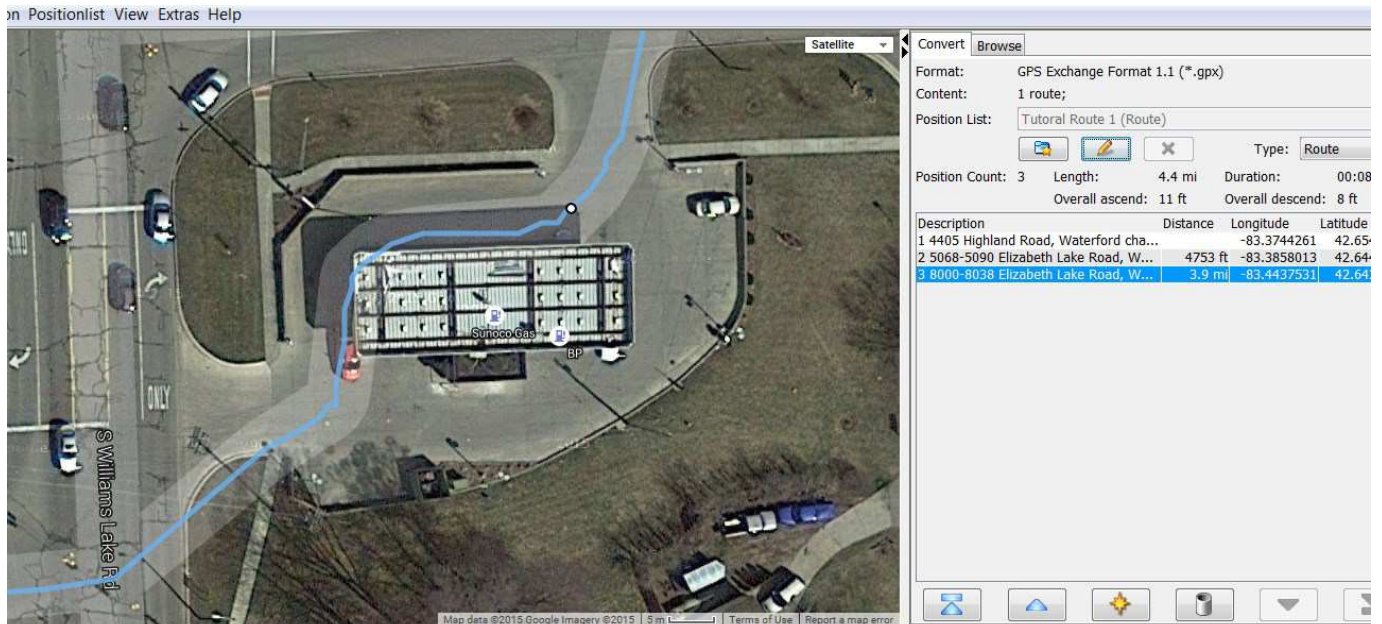 on Positionlist View Extras Help
Satellite
ONLY
S Williams Lake Rd
Sunoco Gas
BP
Map data ©2015 Google Imagery ©2015 5 m Terms of Use Report a map error
Convert Browse
Format: GPS Exchange Format 1.1 (*.gpx)
Content: 1 route;
Position List: Tutoral Route 1 (Route)
Type: Route
Position Count: 3 Length: 4.4 mi Duration: 00:08
Overall ascend: 11 ft Overall descend: 8 ft
Description Distance Longitude Latitude
1 4405 Highland Road, Waterford cha... -83.3744261 42.654
2 5068-5090 Elizabeth Lake Road, W... 4753 ft -83.3858013 42.644
3 8000-8038 Elizabeth Lake Road, W... 3.9 mi -83.4437531 42.643